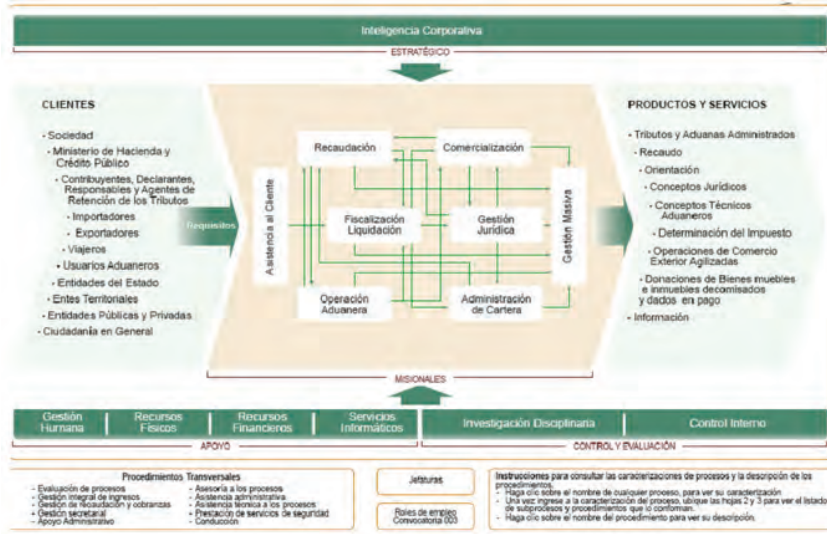 Inteligencia Corporativa
ESTRATÉGICO
CLIENTES
- Sociedad
- Ministerio de Hacienda y
Crédito Público
- Contribuyentes, Declarantes,
Responsables y Agentes de
Retención de los Tributos
- Importadores
- Exportadores
- Viajeros
- Usuarios Aduaneros
- Entidades del Estado
- Entes Territoriales
- Entidades Públicas y Privadas
- Ciudadanía en General
Requisitos
Asistencia al Cliente
Recaudación
Comercialización
Fiscalización
Liquidación
Gestión
Jurídica
Operación
Aduanera
Administración
de Cartera
Gestión Masiva
MISIONALES
PRODUCTOS Y SERVICIOS
- Tributos y Aduanas Administrados
- Recaudo
- Orientación
- Conceptos Jurídicos
- Conceptos Técnicos
Aduaneros
- Determinación del Impuesto
- Operaciones de Comercio
Exterior Agilizadas
- Donaciones de Bienes muebles
e inmuebles decomisados
y dados en pago
- Información
Gestión
Humana
Recursos
Físicos
Recursos
Financieros
Servicios
Informáticos
Investigación Disciplinaria
Control Interno
APOYO
CONTROL Y EVALUACIÓN
Procedimientos Transversales
- Evaluación de procesos
- Gestión integral de ingresos
- Gestión de recaudación y cobranzas
- Gestión secretarial
- Apoyo Administrativo
- Asesoría a los procesos
- Asistencia administrativa
- Asistencia técnica a los procesos
- Prestación de servicios de seguridad
- Conducción
Jefaturas
Roles de empleo
Convocatoria 003
Instrucciones para consultar las caracterizaciones de procesos y la descripción de los
procedimientos.
- Haga clic sobre el nombre de cualquier proceso, para ver su caracterización
- Una vez ingrese a la caracterización del proceso, ubique las hojas 2 y 3 para ver el listado
de subprocesos y procedimientos que lo conforman.
- Haga clic sobre el nombre del procedimiento para ver su descripción.